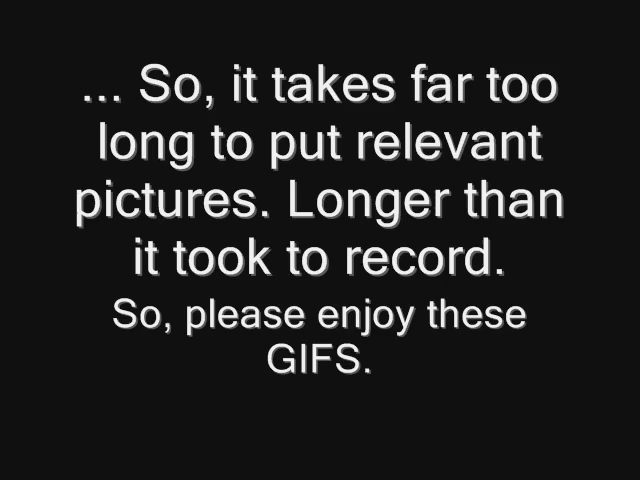 ... So, it takes far too
long to put relevant
pictures. Longer than
it took to record.
So, please enjoy these
GIFS.